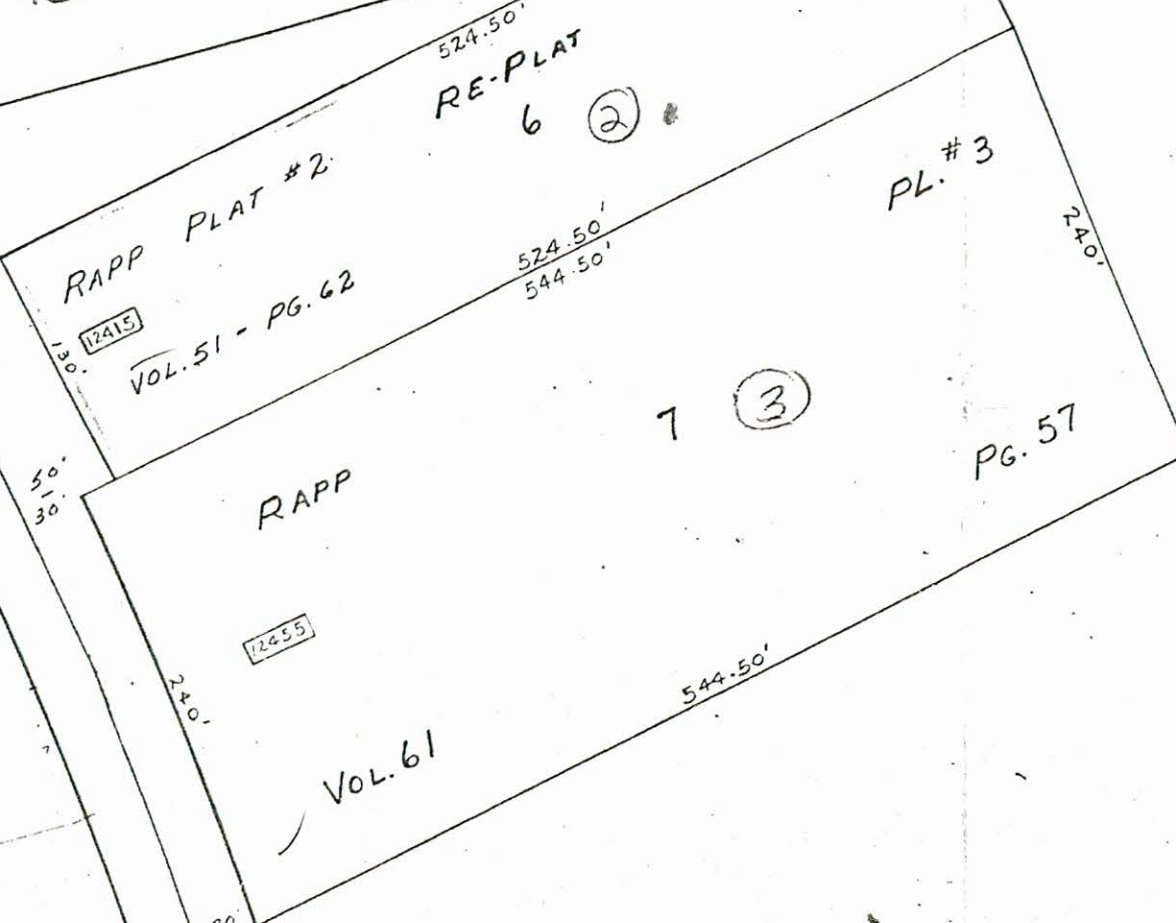 524.50'
RE-PLAT
6 2
RAPP PLAT #2
12415
VOL. 51 - PG. 62
130.
524.50'
544.50'
PL. #3
240'
7 3
50'
30'
RAPP
PG. 57
12455
240'
544.50'
VOL. 61